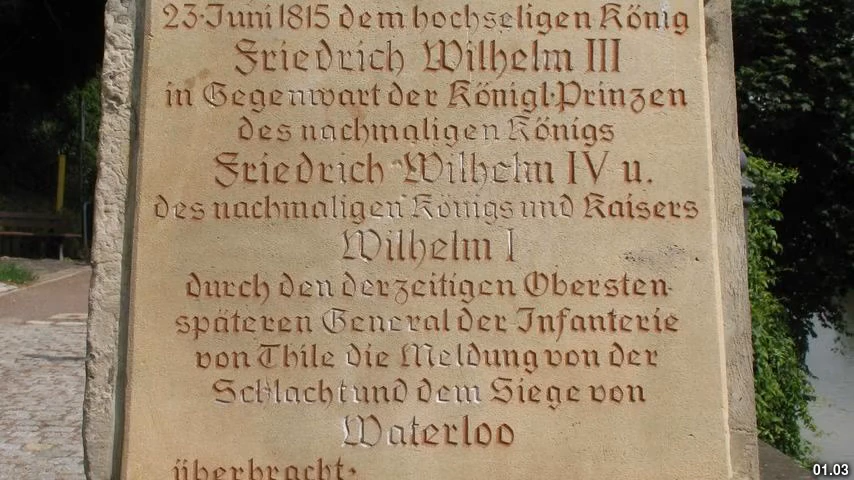 23·Juni 1815 dem hochseligen König
Friedrich Wilhelm III
in Gegenwart der Königl·Prinzen
des nachmaligen Königs
Friedrich Wilhelm IV u.
des nachmaligen Königs und Kaisers
Wilhelm I
durch den derzeitigen Obersten
späteren General der Infanterie
von Thile die Meldung von der
Schlacht und dem Siege von
Waterloo
überbracht·
01.03